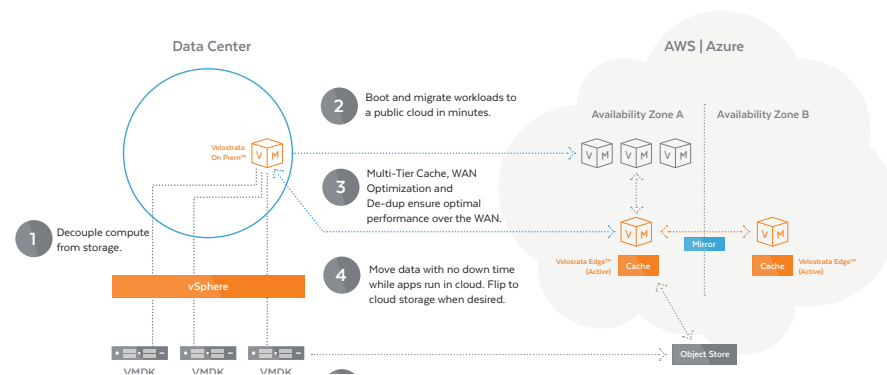 Data Center
AWS | Azure
2
Boot and migrate workloads to
a public cloud in minutes.
Availability Zone A
Availability Zone B
Velostrata
On Prem™
V M
V M
V M
V M
3
Multi-Tier Cache, WAN
Optimization and
De-dup ensure optimal
performance over the WAN.
1
Decouple compute
from storage.
V M
V M
Mirror
4
Move data with no down time
while apps run in cloud. Flip to
cloud storage when desired.
Velosrata Edge™
(Active)
Cache
Cache
Velostrata Edge™
(Active)
vSphere
Object Store
VMDK
VMDK
VMDK